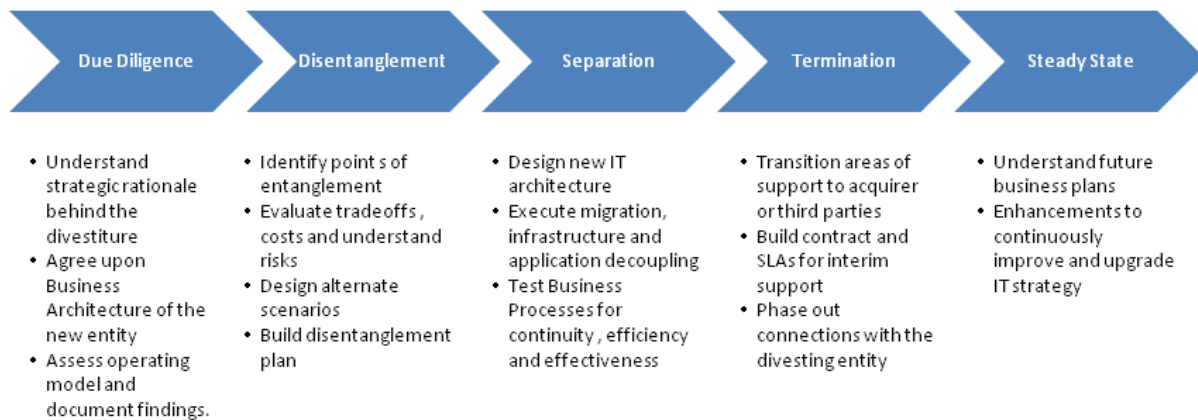 Due Diligence
Disentanglement
Separation
Termination
Steady State
• Understand
strategic rationale
behind the
divestiture
• Agree upon
Business
Architecture of the
new entity
• Assess operating
model and
document findings.
• Identify point s of
entanglement
• Evaluate tradeoffs ,
costs and understand
risks
• Design alternate
scenarios
• Build disentanglement
plan
• Design new IT
architecture
• Execute migration,
infrastructure and
application decoupling
• Test Business
Processes for
continuity , efficiency
and effectiveness
• Transition areas of
support to acquirer
or third parties
• Build contract and
SLAs for interim
support
• Phase out
connections with the
divesting entity
• Understand future
business plans
• Enhancements to
continuously
improve and upgrade
IT strategy